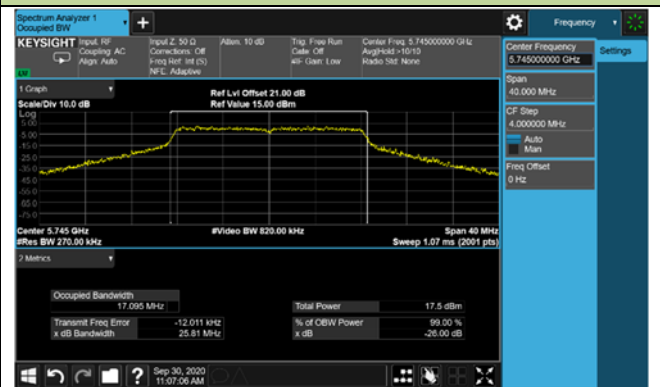 Spectrum Analyzer 1
Occupied BW
Frequency
KEYSIGHT
Input: RF
Coupling: AC
Align: Auto
Input Z: 50 Ω
Corrections: Off
Freq Ref: Int (S)
NFE: Adaptive
Atten: 10 dB
Trig: Free Run
Gate: Off
#IF Gain: Low
Center Freq: 5.745000000 GHz
Avg|Hold:>10/10
Radio Std: None
Center Frequency
5.745000000 GHz
Settings
Span
40.000 MHz
CF Step
4.000000 MHz
Auto
Man
Freq Offset
0 Hz
1 Graph
Scale/Div 10.0 dB
Ref Lvl Offset 21.00 dB
Ref Value 15.00 dBm
Log
5.00
-5.00
-15.0
-25.0
-35.0
-45.0
-55.0
-65.0
-75.0
Center 5.745 GHz
#Video BW 820.00 kHz
Span 40 MHz
#Res BW 270.00 kHz
Sweep 1.07 ms (2001 pts)
2 Metrics
Occupied Bandwidth
17.095 MHz
Total Power
17.5 dBm
Transmit Freq Error
-12.011 kHz
% of OBW Power
99.00 %
x dB Bandwidth
25.81 MHz
x dB
-26.00 dB
?
Sep 30, 2020
11:07:06 AM